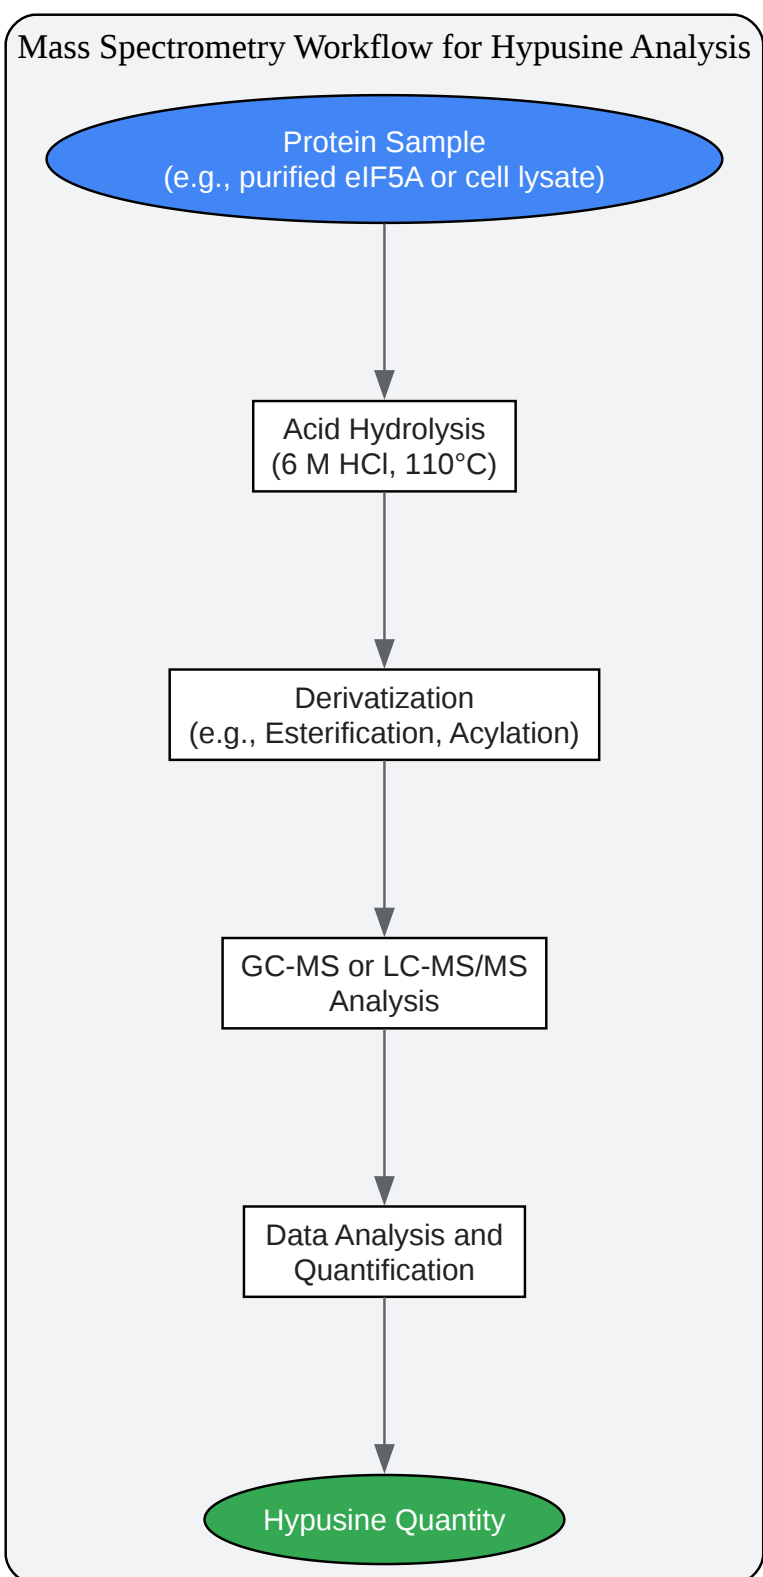 Mass Spectrometry Workflow for Hypusine Analysis
Protein Sample
(e.g., purified eIF5A or cell lysate)
Acid Hydrolysis
(6 M HCl, 110°C)
Derivatization
(e.g., Esterification, Acylation)
GC-MS or LC-MS/MS
Analysis
Data Analysis and
Quantification
Hypusine Quantity